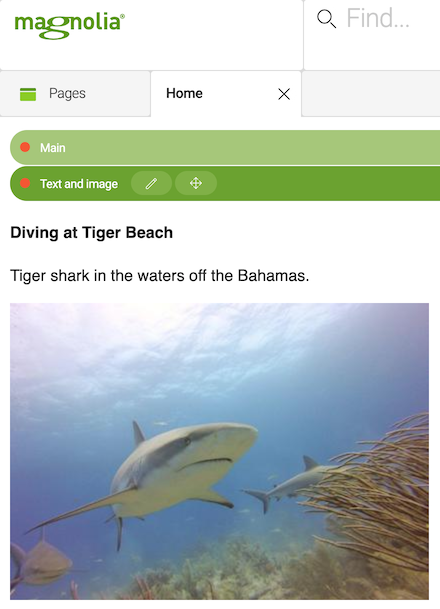 magnolia®
Find...
Pages
Home
Main
Text and image
Diving at Tiger Beach
Tiger shark in the waters off the Bahamas.